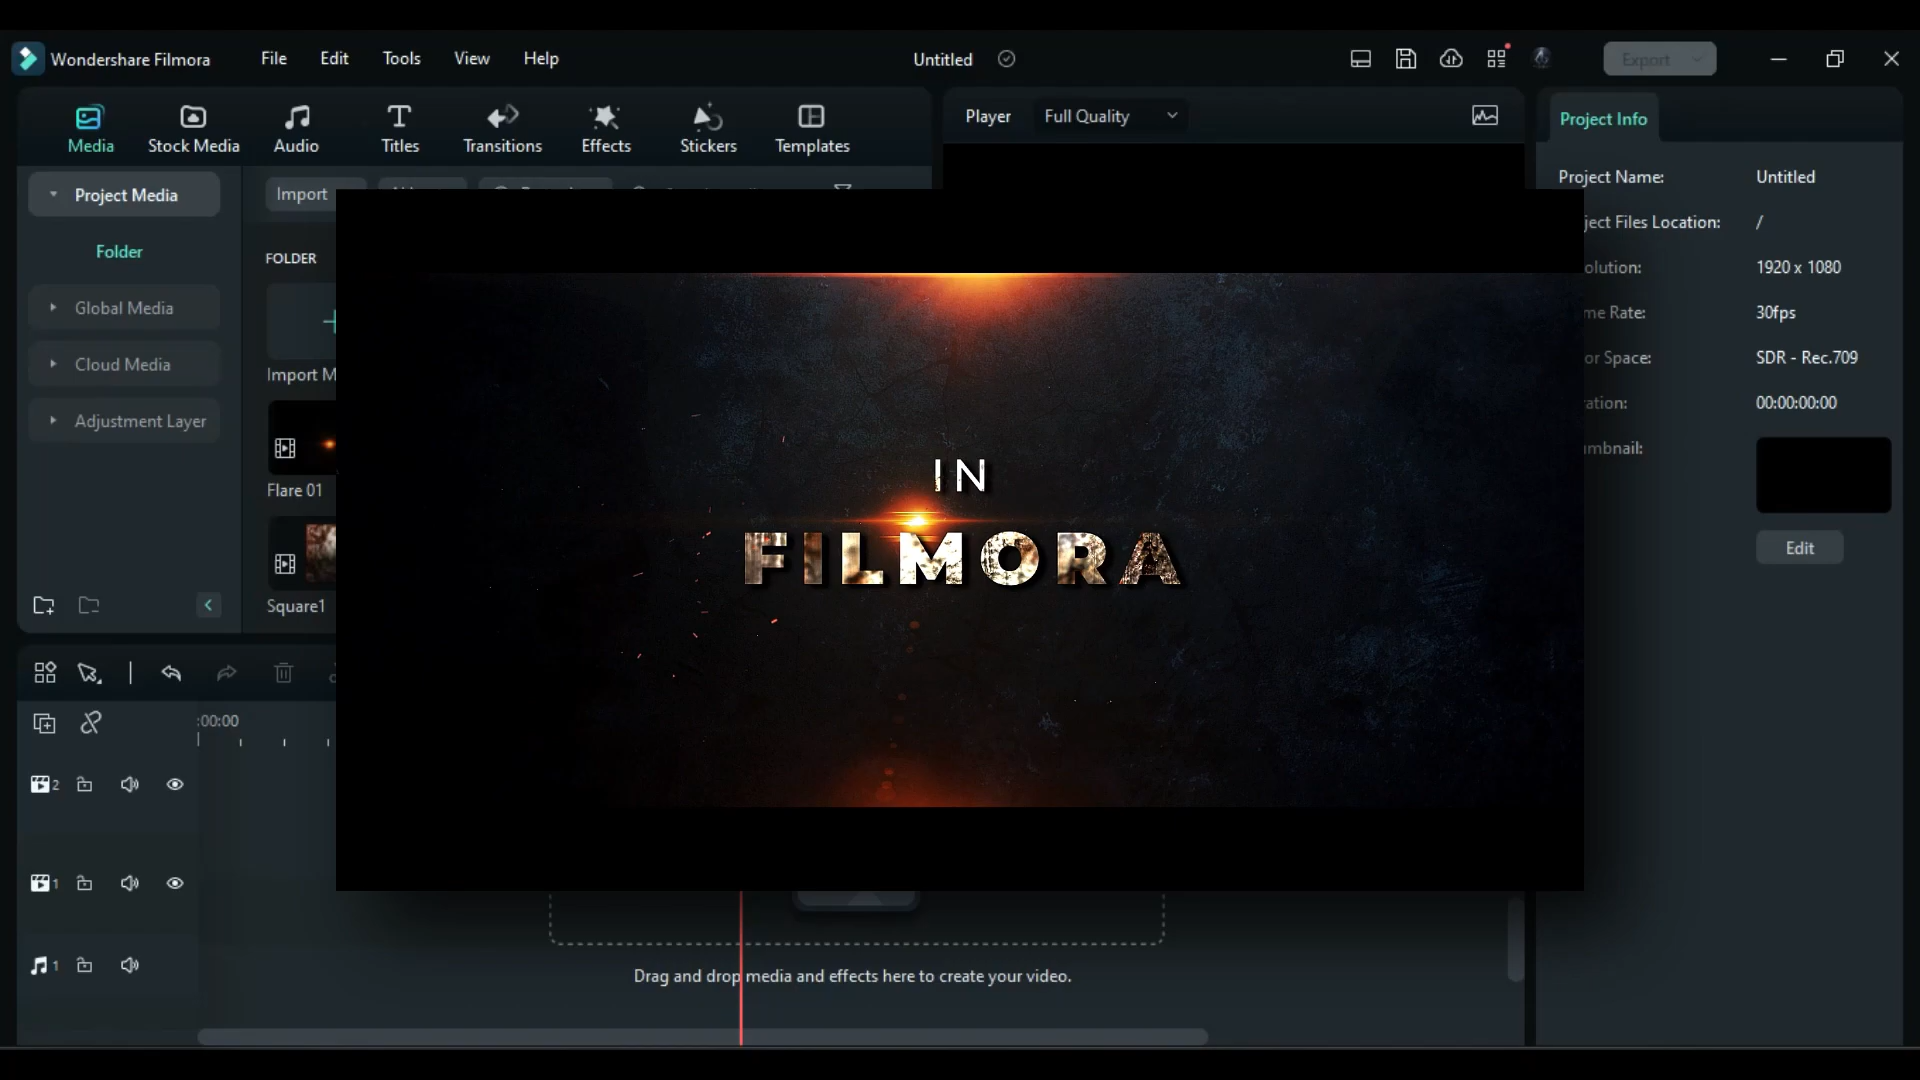 Wondershare Filmora
File Edit Tools View Help
Untitled
Export
Media
Stock Media
Audio
Titles
Transitions
Effects
Stickers
Templates
Player Full Quality
Project Info
Project Media
Import
Folder
FOLDER
Global Media
Cloud Media
Adjustment Layer
Import M
Flare 01
Square1
Project Name: Untitled
ject Files Location: /
olution: 1920 x 1080
me Rate: 30fps
or Space: SDR - Rec.709
ration: 00:00:00:00
mbnail:
Edit
IN
FILMORA
:00:00
2
1
1
Drag and drop media and effects here to create your video.